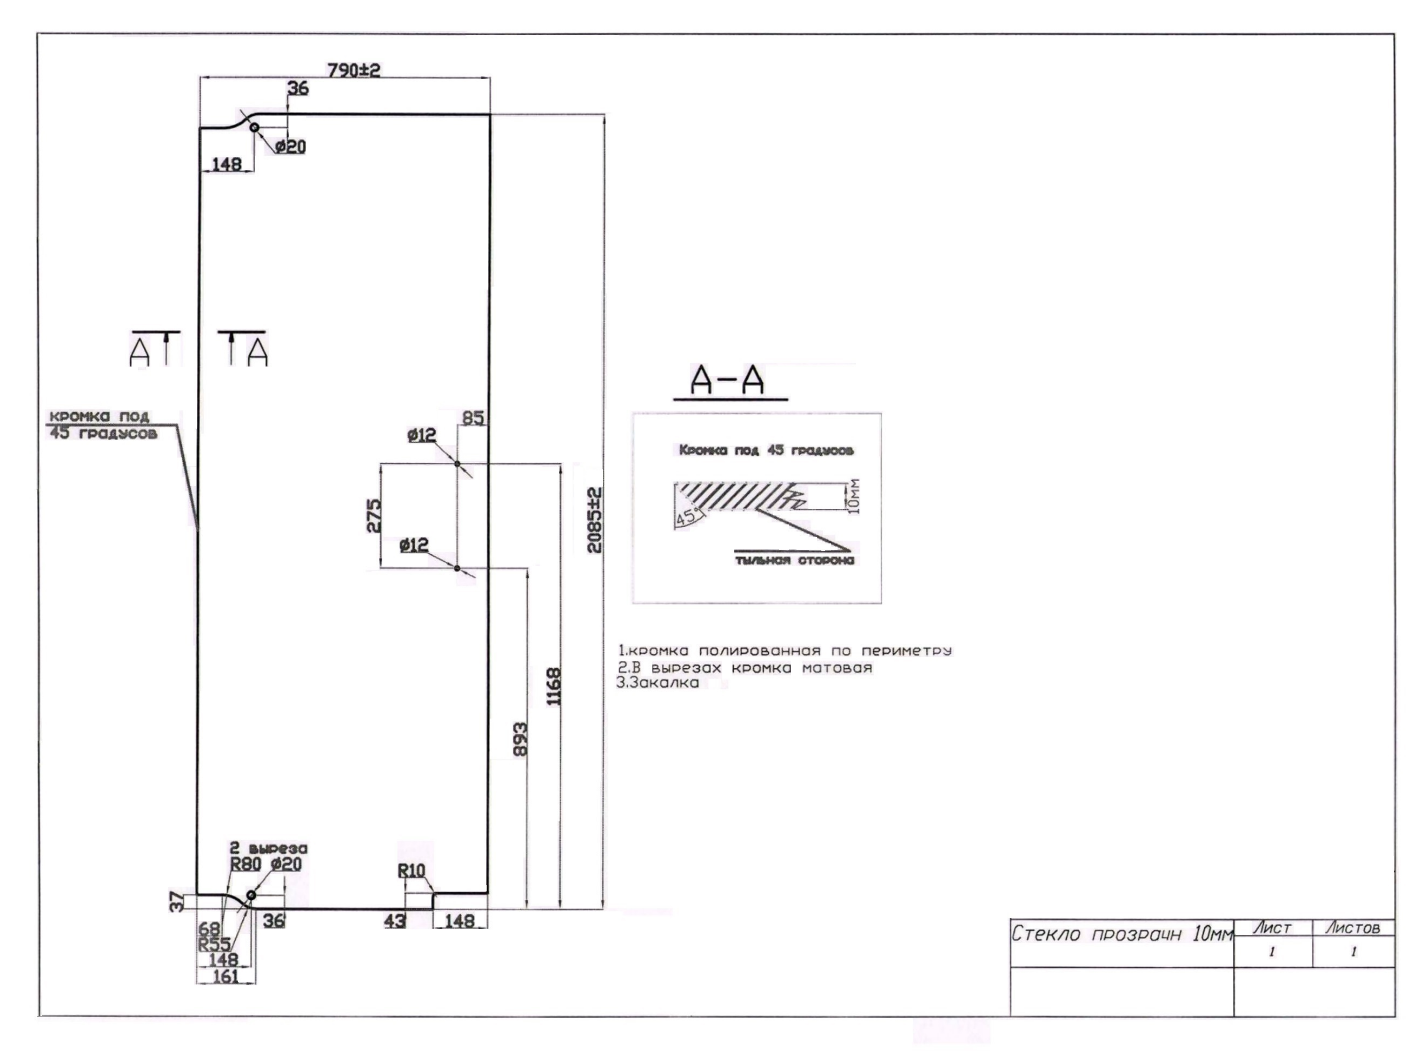 790±2
36
ø20
148
А А
кромка под
45 градусов
85
ø12
275
ø12
2085±2
1168
893
А-А
Кромка под 45 градусов
45°
10мм
тыльная сторона
1.кромка полированная по периметру
2.В вырезах кромка матовая
3.Закалка
2 выреза
R80 ø20
R10
37
68
36
43
148
R55
148
161
Стекло прозрачн 10мм
Лист Листов
1 1